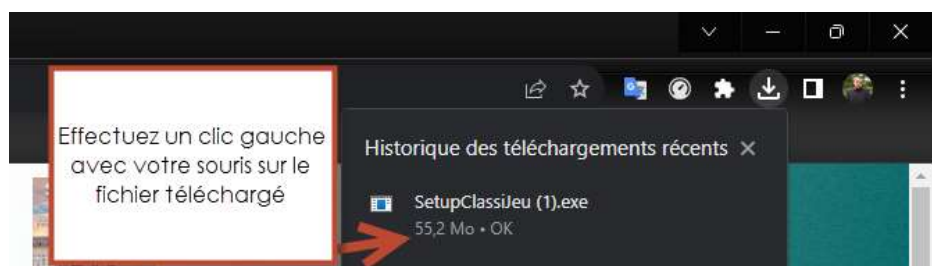 Effectuez un clic gauche
avec votre souris sur le
fichier téléchargé
Historique des téléchargements récents
SetupClassiJeu (1).exe
55,2 Mo • OK